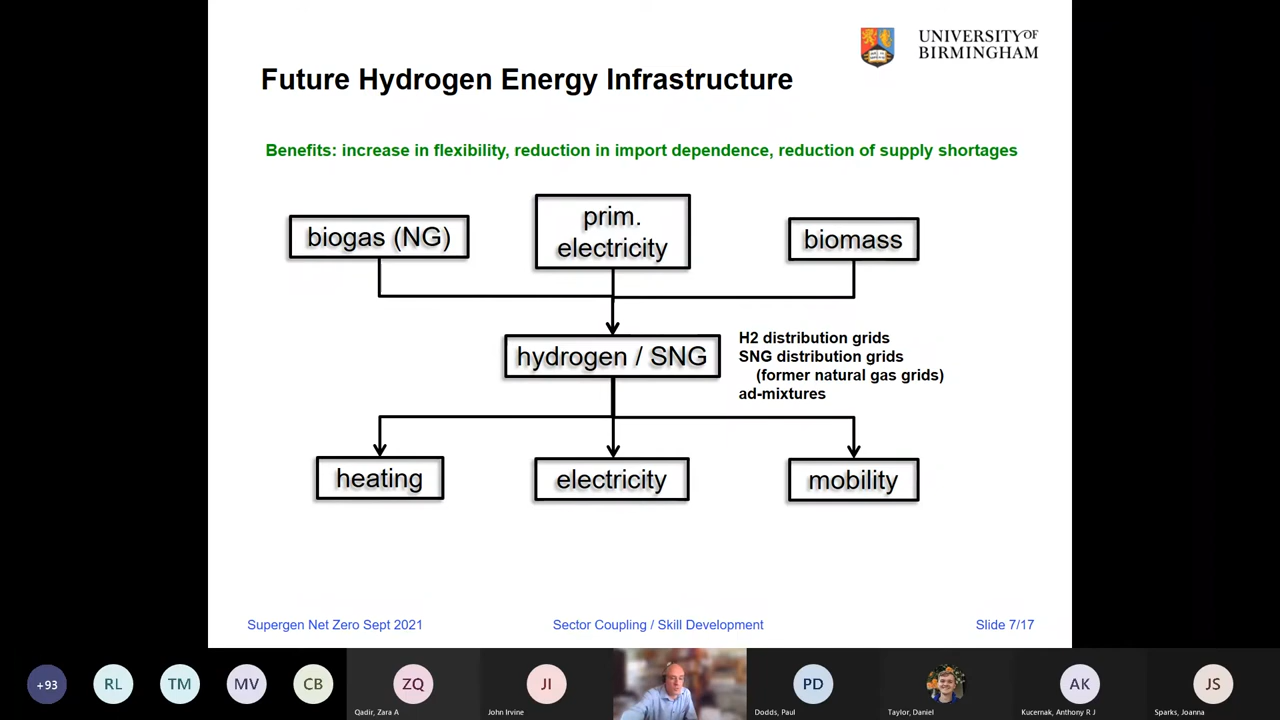 UNIVERSITY OF
BIRMINGHAM
Future Hydrogen Energy Infrastructure
Benefits: increase in flexibility, reduction in import dependence, reduction of supply shortages
biogas (NG)
prim.
electricity
biomass
hydrogen / SNG
H2 distribution grids
SNG distribution grids
(former natural gas grids)
ad-mixtures
heating
electricity
mobility
Supergen Net Zero Sept 2021
Sector Coupling / Skill Development
Slide 7/17
+93
RL
TM
MV
CB
ZQ
JI
PD
AK
JS
Qadir, Zara A
John Irvine
Dodds, Paul
Taylor, Daniel
Kucernak, Anthony R J
Sparks, Joanna